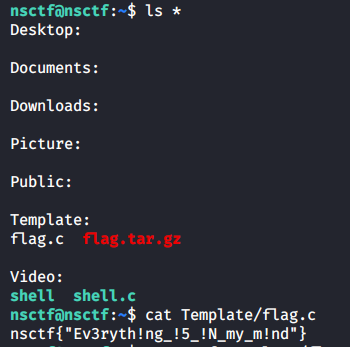 nsctf@nsctf:~$ ls *
Desktop:
Documents:
Downloads:
Picture:
Public:
Template:
flag.c  flag.tar.gz
Video:
shell  shell.c
nsctf@nsctf:~$ cat Template/flag.c
nsctf{"Ev3ryth!ng_!5_!N_my_m!nd"}